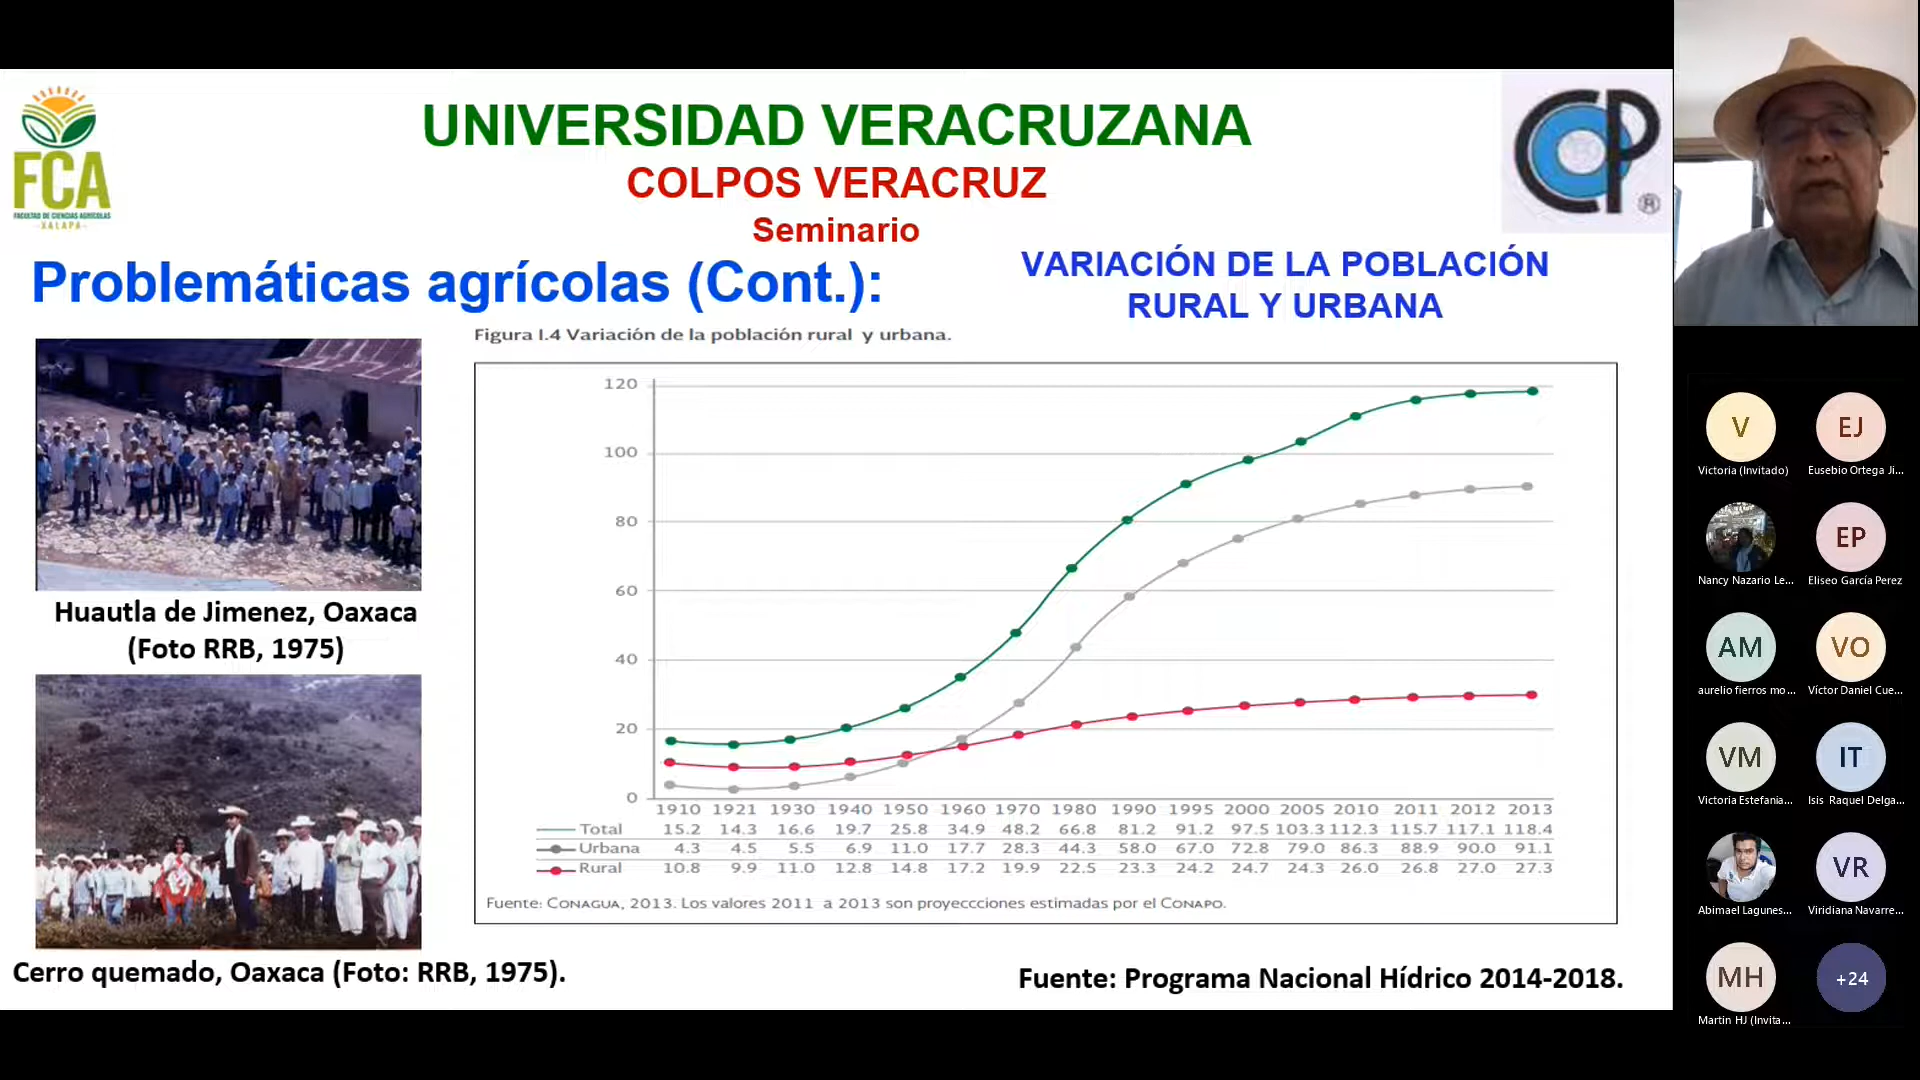 FCA
FACULTAD DE CIENCIAS AGRÍCOLAS
-XALAPA-
UNIVERSIDAD VERACRUZANA
COLPOS VERACRUZ
Seminario
CP
®
Problemáticas agrícolas (Cont.):
VARIACIÓN DE LA POBLACIÓN
RURAL Y URBANA
Figura I.4 Variación de la población rural y urbana.
120
100
80
60
40
20
0
1910 1921 1930 1940 1950 1960 1970 1980 1990 1995 2000 2005 2010 2011 2012 2013
Total 15.2 14.3 16.6 19.7 25.8 34.9 48.2 66.8 81.2 91.2 97.5 103.3 112.3 115.7 117.1 118.4
Urbana 4.3 4.5 5.5 6.9 11.0 17.7 28.3 44.3 58.0 67.0 72.8 79.0 86.3 88.9 90.0 91.1
Rural 10.8 9.9 11.0 12.8 14.8 17.2 19.9 22.5 23.3 24.2 24.7 24.3 26.0 26.8 27.0 27.3
Fuente: CONAGUA, 2013. Los valores 2011 a 2013 son proyeccciones estimadas por el CONAPO.
Huautla de Jimenez, Oaxaca
(Foto RRB, 1975)
Cerro quemado, Oaxaca (Foto: RRB, 1975).
Fuente: Programa Nacional Hídrico 2014-2018.
V
EJ
Victoria (Invitado)
Eusebio Ortega Ji...
EP
Nancy Nazario Le...
Eliseo García Perez
AM
VO
aurelio fierros mo...
Víctor Daniel Cue...
VM
IT
Victoria Estefania...
Isis Raquel Delga...
VR
Abimael Lagunes...
Viridiana Navarre...
MH
+24
Martin HJ (Invita...